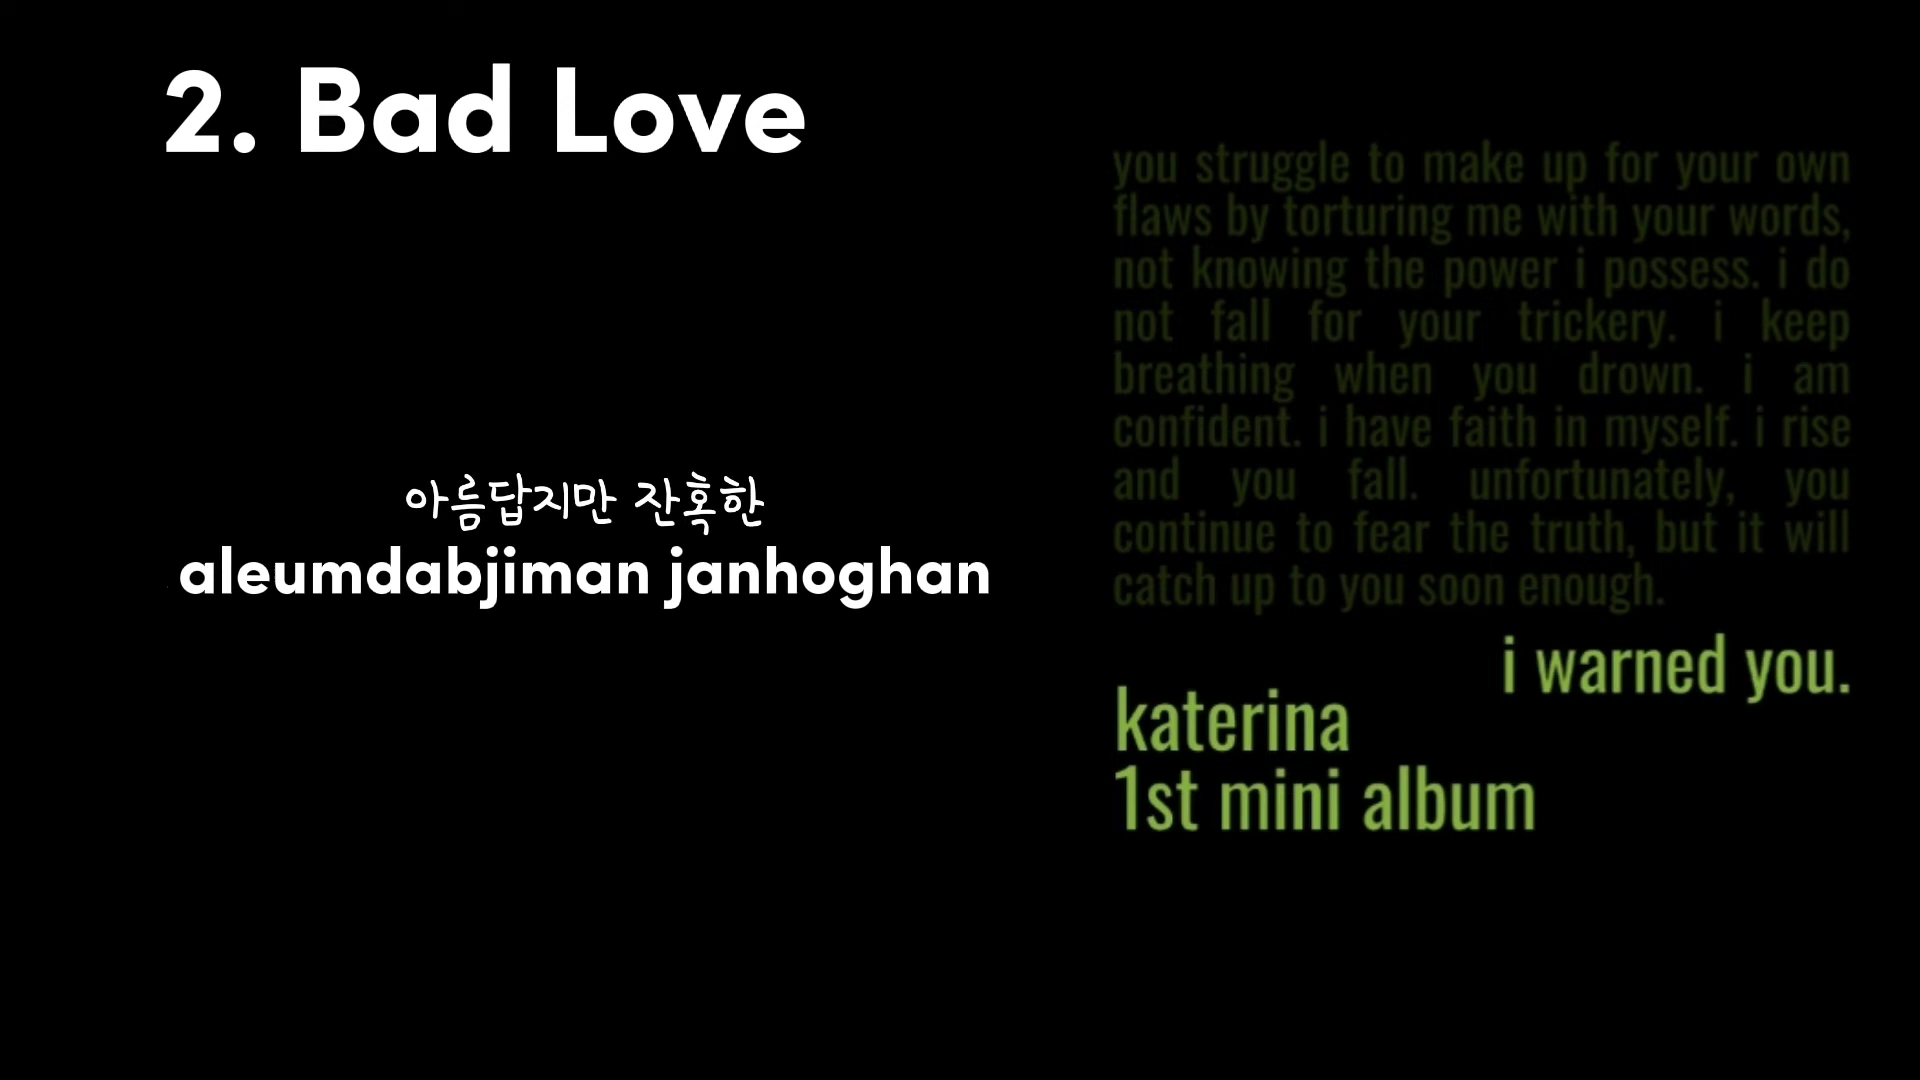 2. Bad Love
아름답지만 잔혹한
aleumdabjiman janhoghan
you struggle to make up for your own
flaws by torturing me with your words,
not knowing the power i possess. i do
not fall for your trickery. i keep
breathing when you drown. i am
confident. i have faith in myself. i rise
and you fall. unfortunately, you
continue to fear the truth, but it will
catch up to you soon enough.
i warned you.
katerina
1st mini album